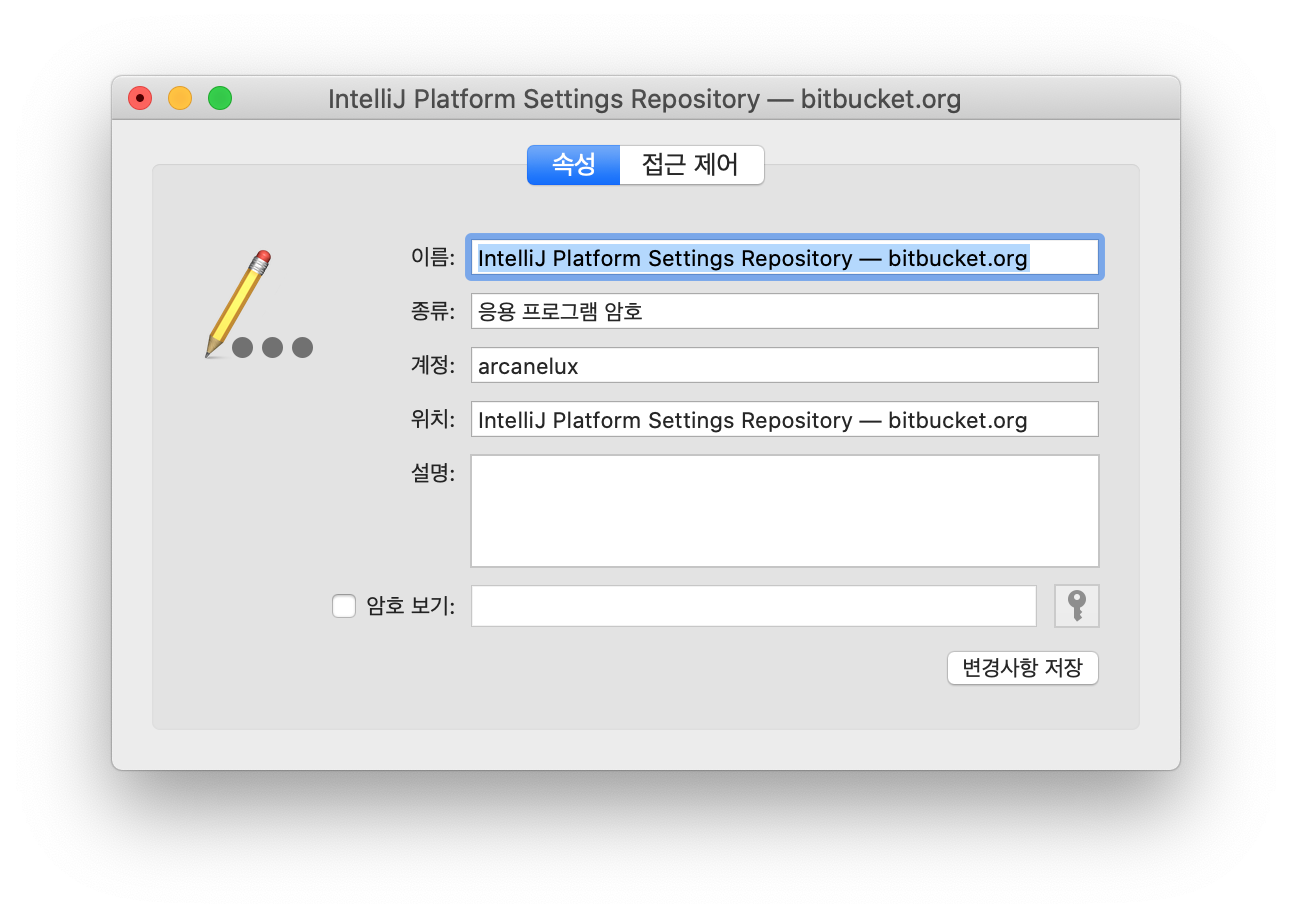 IntelliJ Platform Settings Repository — bitbucket.org
속성 접근 제어
이름: IntelliJ Platform Settings Repository — bitbucket.org
종류: 응용 프로그램 암호
계정: arcanelux
위치: IntelliJ Platform Settings Repository — bitbucket.org
설명:
암호 보기:
변경사항 저장